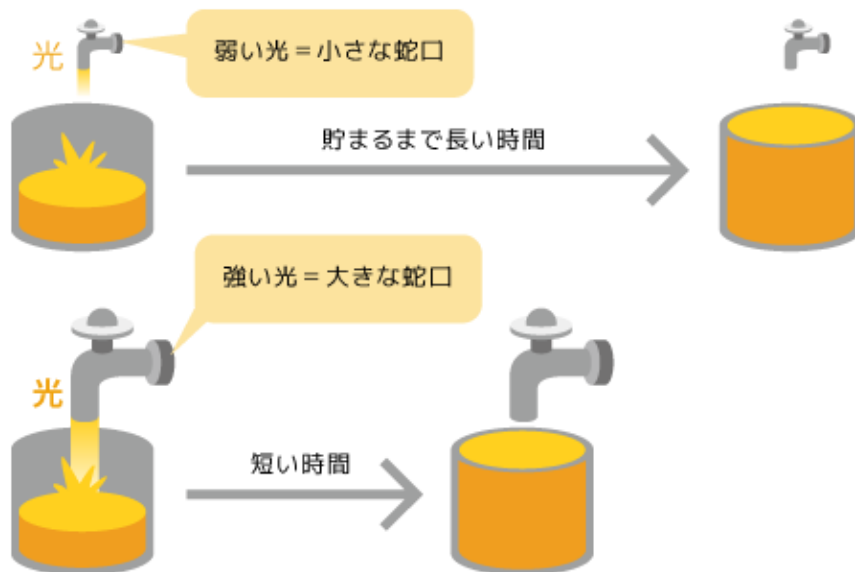 光
弱い光=小さな蛇口
貯まるまで長い時間
強い光=大きな蛇口
光
短い時間